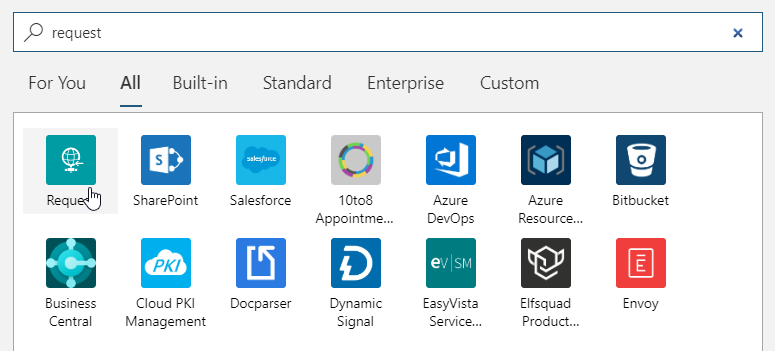 request
For You All Built-in Standard Enterprise Custom
salesforce
Reque
SharePoint
Salesforce
10to8
Appointme...
Azure
DevOps
Azure
Resource...
Bitbucket
PKI
eV|SM
Business
Central
Cloud PKI
Management
Docparser
Dynamic
Signal
EasyVista
Service...
Elfsquad
Product...
Envoy